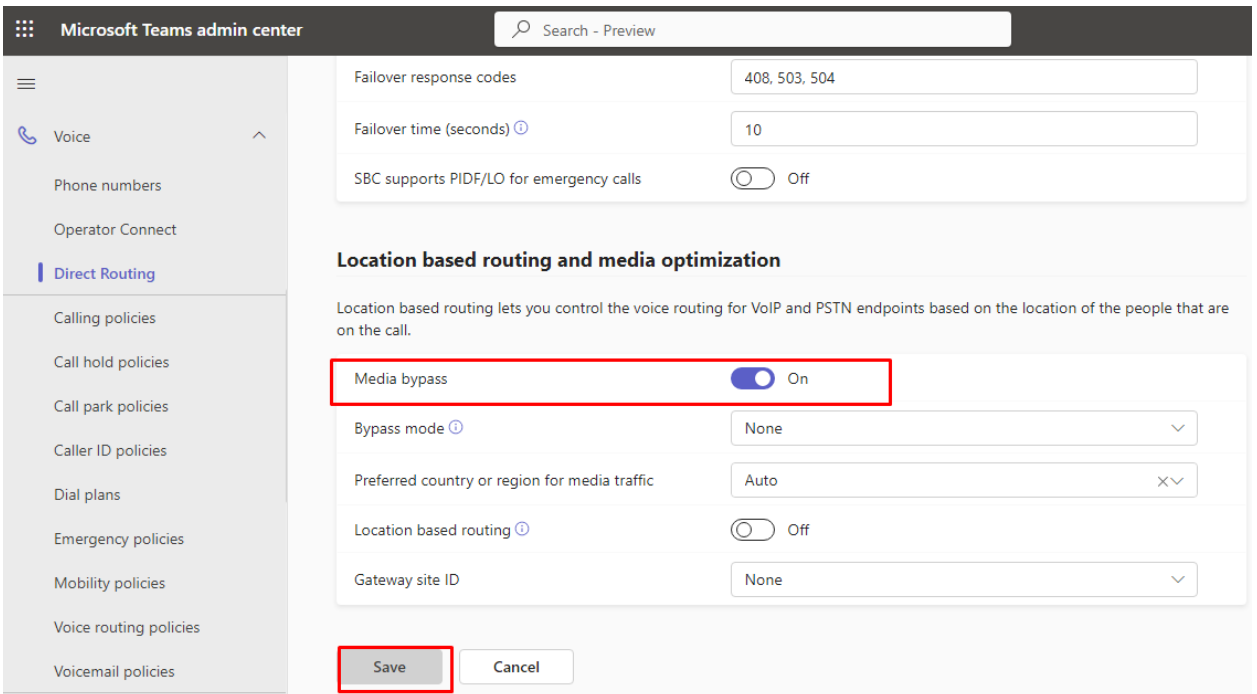 Microsoft Teams admin center
Search - Preview
Voice
Phone numbers
Operator Connect
Direct Routing
Calling policies
Call hold policies
Call park policies
Caller ID policies
Dial plans
Emergency policies
Mobility policies
Voice routing policies
Voicemail policies
Failover response codes
408, 503, 504
Failover time (seconds)
10
SBC supports PIDF/LO for emergency calls
Off
Location based routing and media optimization
Location based routing lets you control the voice routing for VoIP and PSTN endpoints based on the location of the people that are
on the call.
Media bypass
On
Bypass mode
None
Preferred country or region for media traffic
Auto
Location based routing
Off
Gateway site ID
None
Save
Cancel